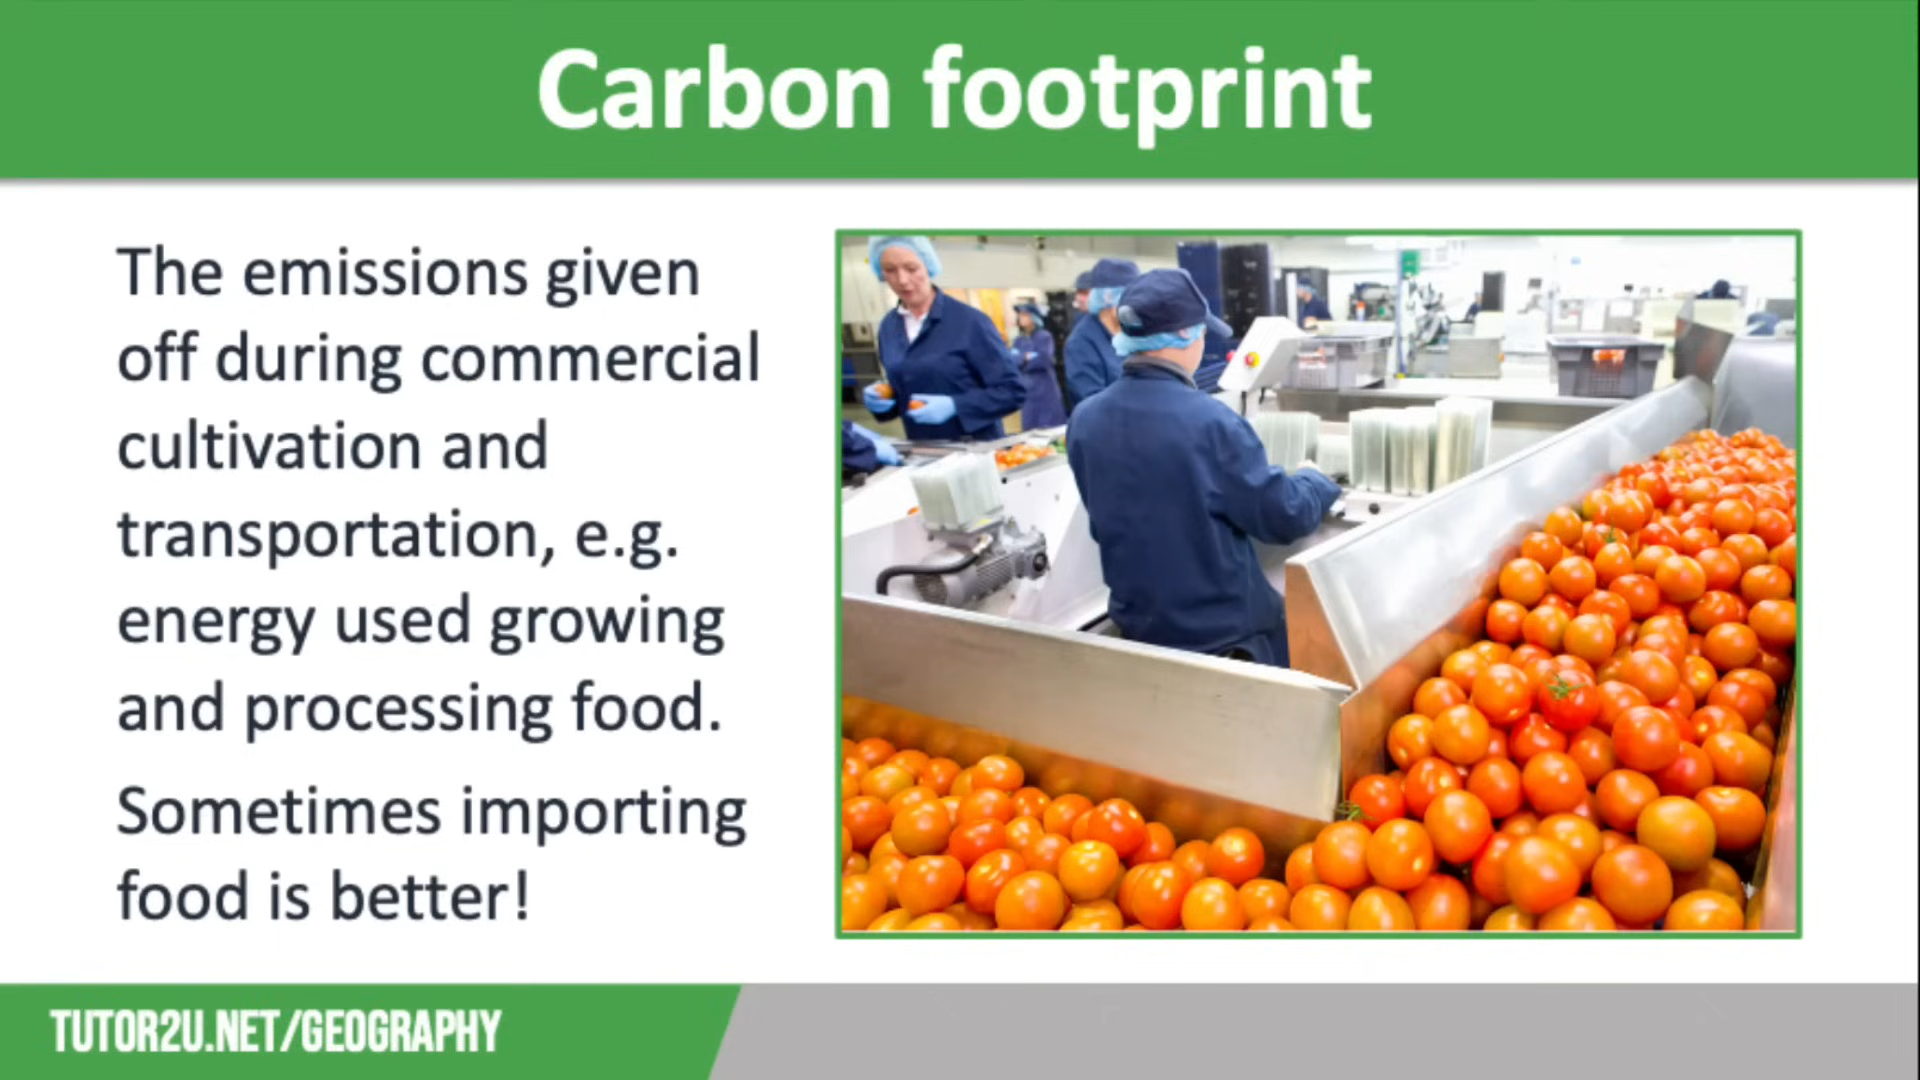 Carbon footprint
The emissions given
off during commercial
cultivation and
transportation, e.g.
energy used growing
and processing food.
Sometimes importing
food is better!
TUTOR2U.NET/GEOGRAPHY